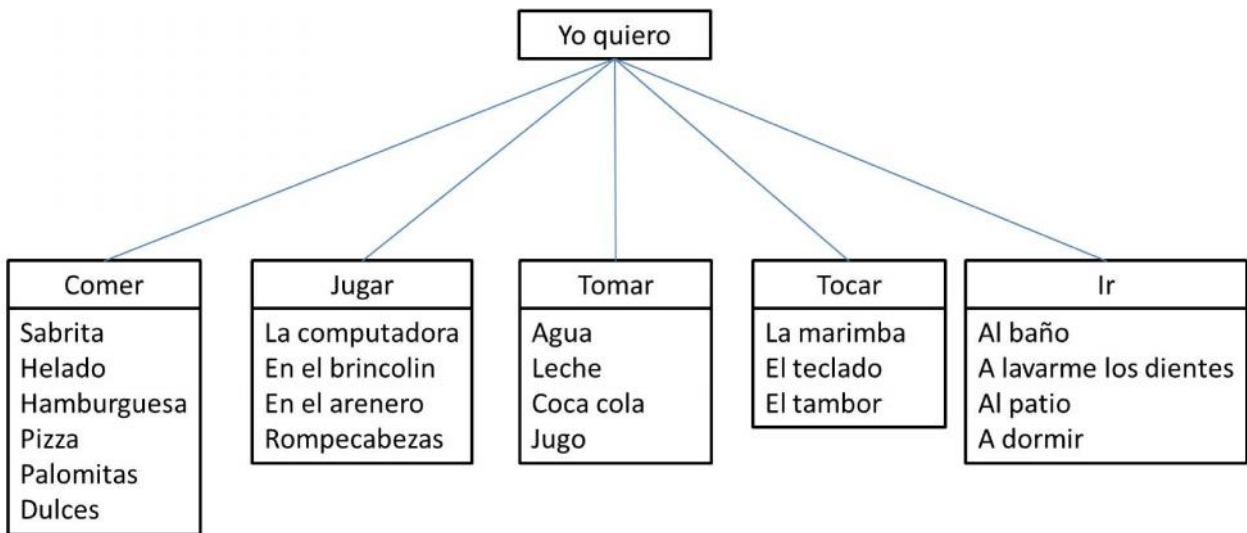 Yo quiero
Comer
Sabrita
Helado
Hamburguesa
Pizza
Palomitas
Dulces
Jugar
La computadora
En el brincolin
En el arenero
Rompecabezas
Tomar
Agua
Leche
Coca cola
Jugo
Tocar
La marimba
El teclado
El tambor
Ir
Al baño
A lavarme los dientes
Al patio
A dormir